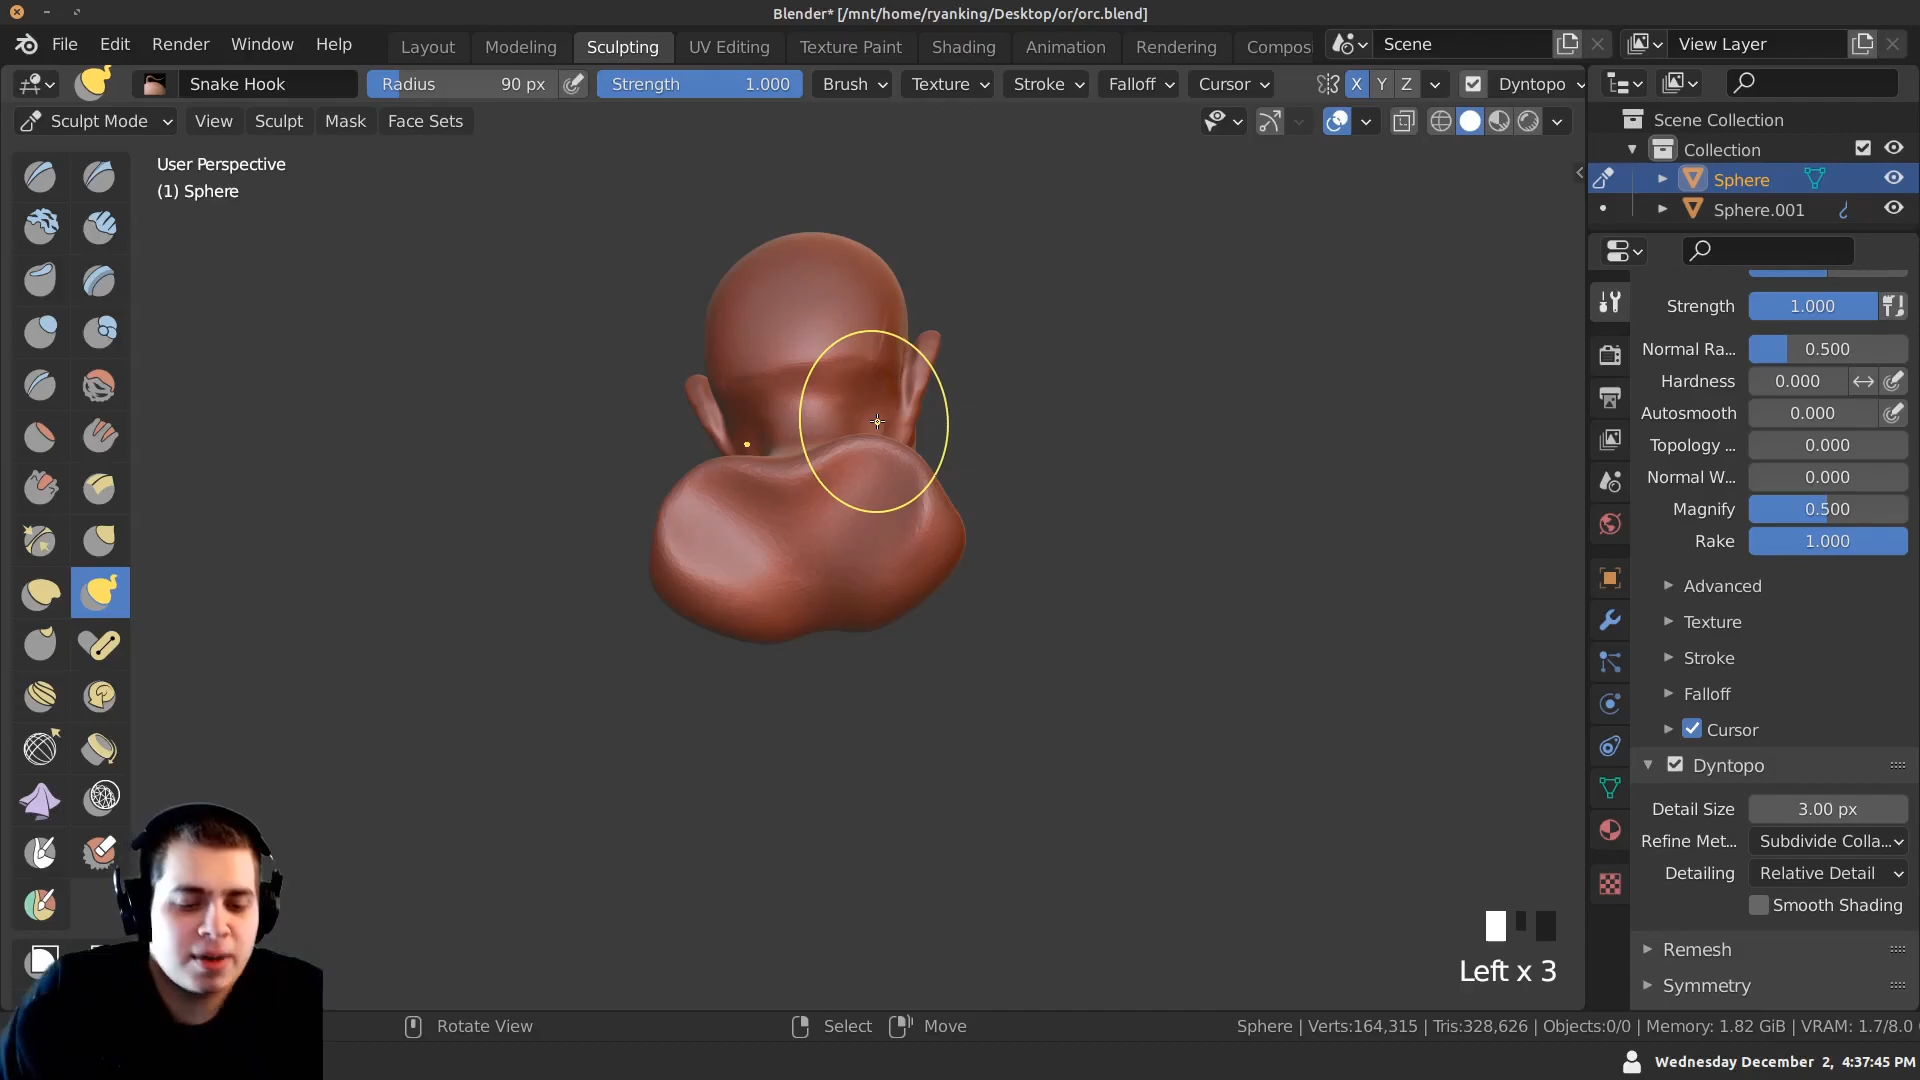 Blender* [/mnt/home/ryanking/Desktop/or/orc.blend]
File Edit Render Window Help
Layout Modeling Sculpting UV Editing Texture Paint Shading Animation Rendering Compos
Scene
View Layer
Snake Hook
Radius 90 px
Strength 1.000
Brush Texture Stroke Falloff Cursor
X Y Z
Dyntopo
Sculpt Mode View Sculpt Mask Face Sets
User Perspective
(1) Sphere
Scene Collection
Collection
Sphere
Sphere.001
Strength 1.000
Normal Ra... 0.500
Hardness 0.000
Autosmooth 0.000
Topology ... 0.000
Normal W... 0.000
Magnify 0.500
Rake 1.000
Advanced
Texture
Stroke
Falloff
Cursor
Dyntopo
Detail Size 3.00 px
Refine Met... Subdivide Colla...
Detailing Relative Detail
Smooth Shading
Remesh
Symmetry
Left x 3
Rotate View
Select
Move
Sphere | Verts:164,315 | Tris:328,626 | Objects:0/0 | Memory: 1.82 GiB | VRAM: 1.7/8.0
Wednesday December 2, 4:37:45 PM